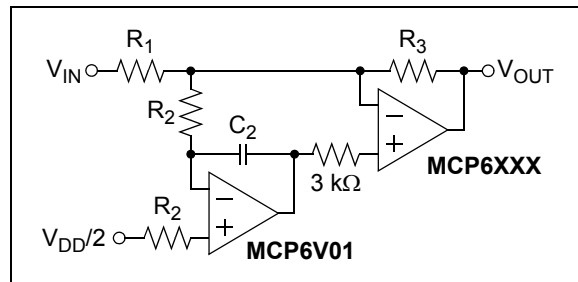 R1 R3
VIN VOUT
R2
C2
− +
3 kΩ
MCP6XXX
R2
− +
VDD/2
MCP6V01